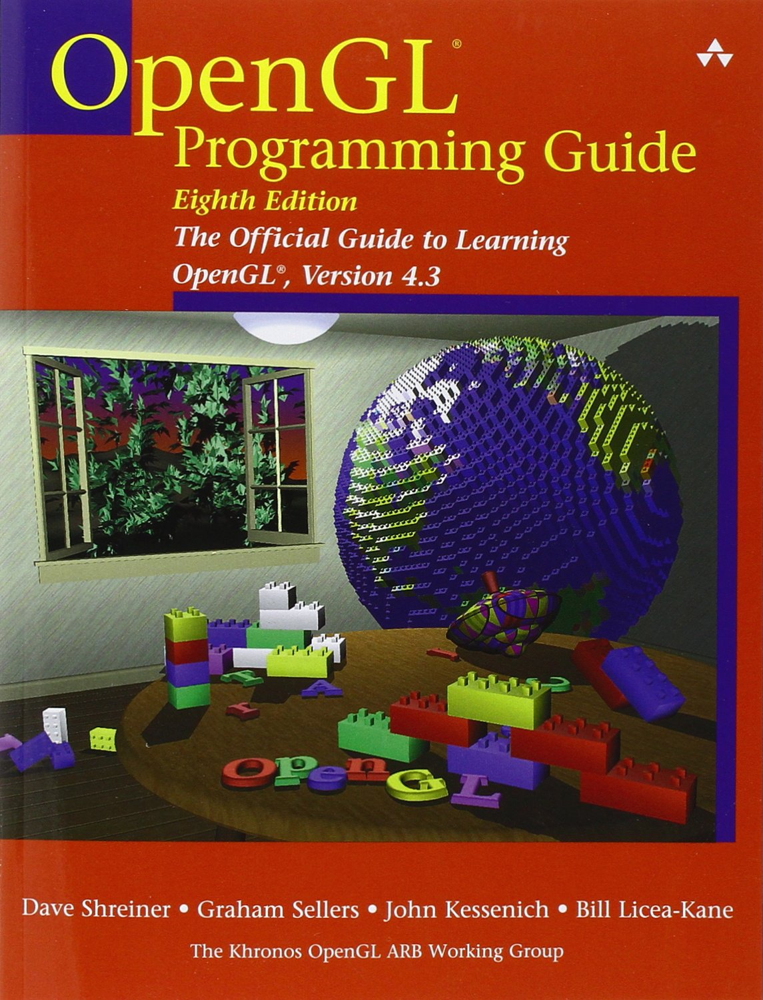 OpenGL®
Programming Guide
Eighth Edition
The Official Guide to Learning
OpenGL®, Version 4.3
OpenGL
Dave Shreiner • Graham Sellers • John Kessenich • Bill Licea-Kane
The Khronos OpenGL ARB Working Group